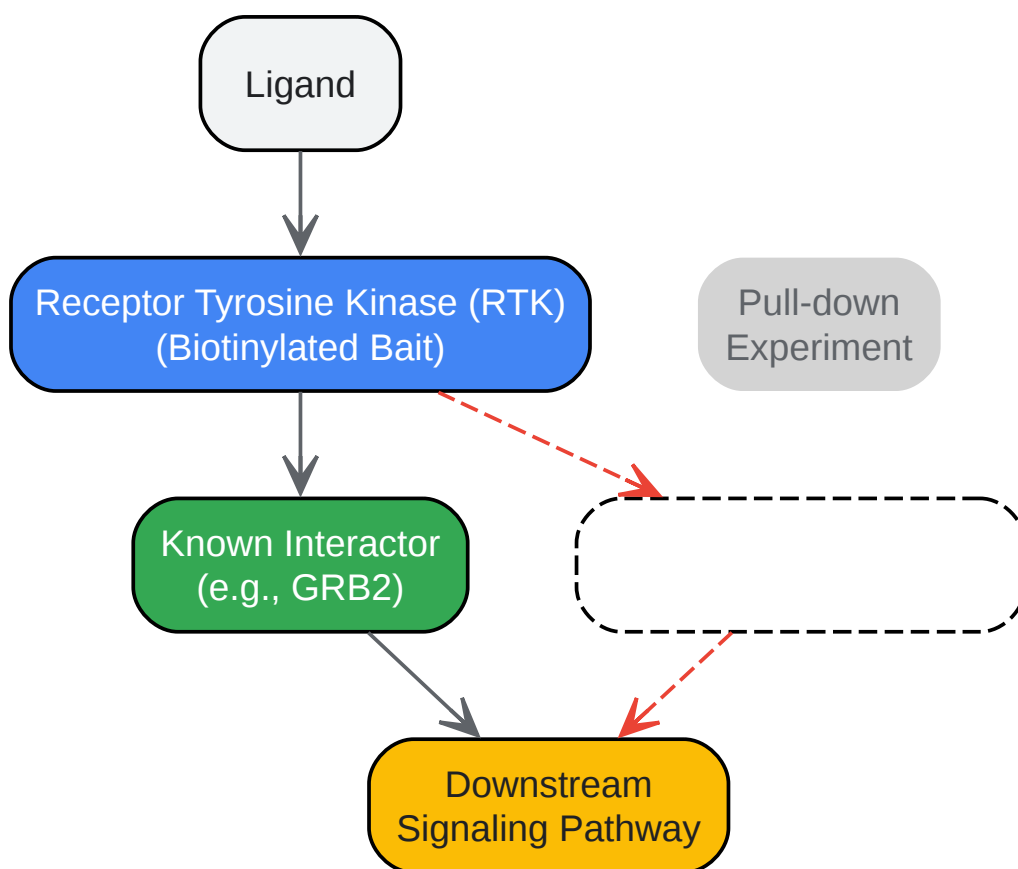 Ligand
Receptor Tyrosine Kinase (RTK)
(Biotinylated Bait)
Pull-down
Experiment
Known Interactor
(e.g., GRB2)
Downstream
Signaling Pathway